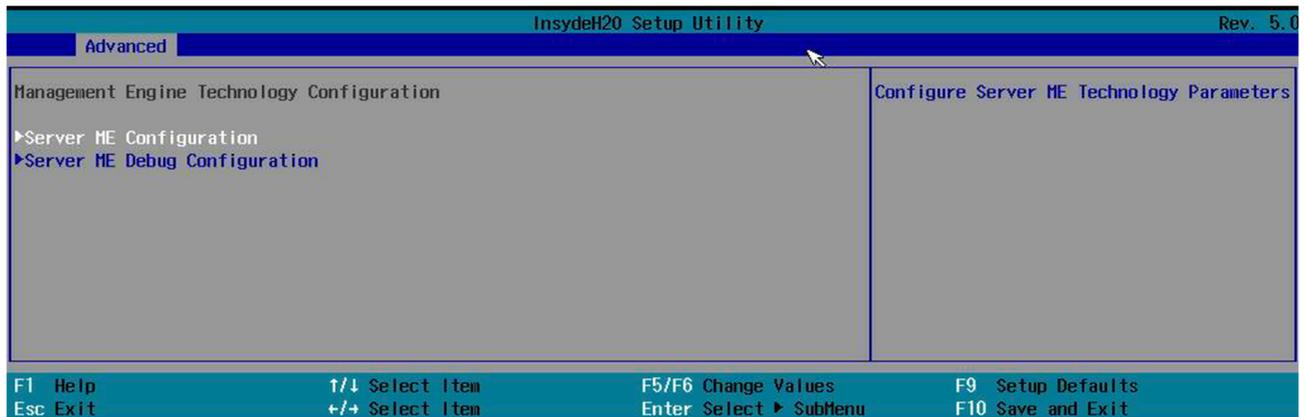 InsydeH20 Setup Utility Rev. 5.0
Advanced
Management Engine Technology Configuration
Configure Server ME Technology Parameters
▶Server ME Configuration
▶Server ME Debug Configuration
F1 Help ↑/↓ Select Item F5/F6 Change Values F9 Setup Defaults
Esc Exit ←/→ Select Item Enter Select ▶ SubMenu F10 Save and Exit